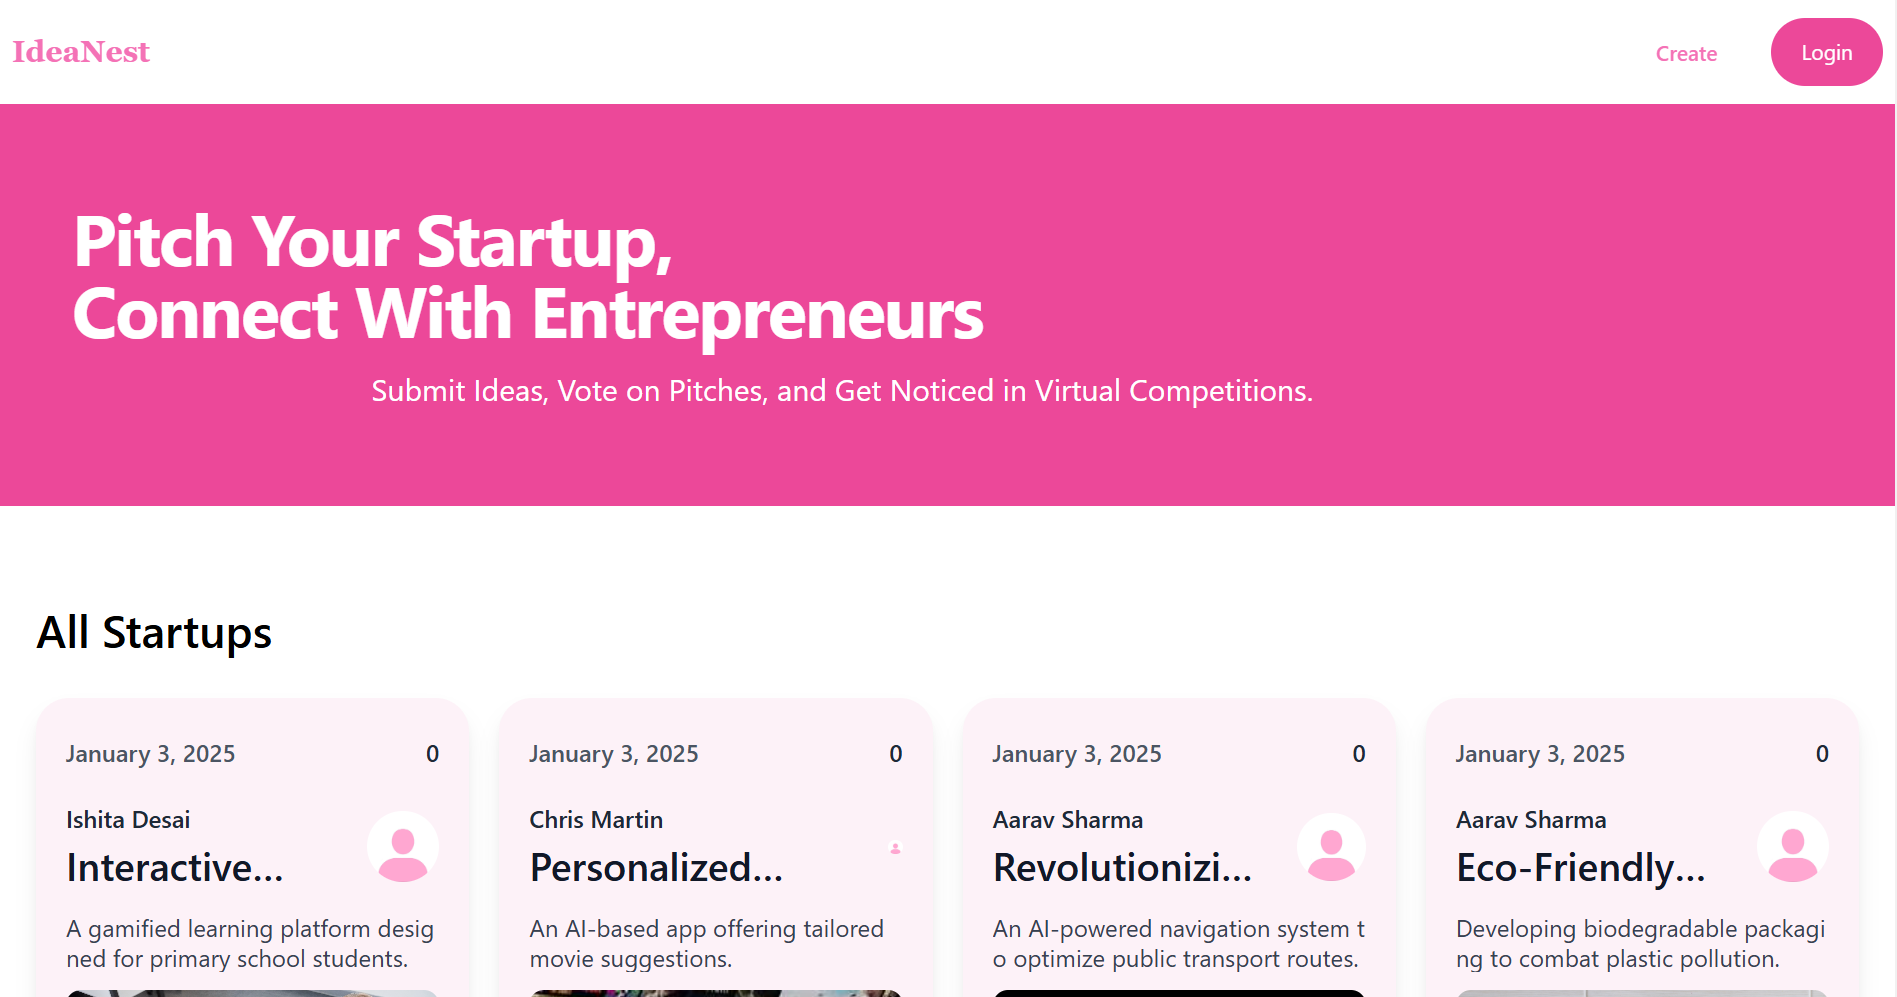 IdeaNest
Create
Login
Pitch Your Startup,
Connect With Entrepreneurs
Submit Ideas, Vote on Pitches, and Get Noticed in Virtual Competitions.
All Startups
January 3, 2025
0
Ishita Desai
Interactive...
A gamified learning platform desig
ned for primary school students.
January 3, 2025
0
Chris Martin
Personalized...
An AI-based app offering tailored
movie suggestions.
January 3, 2025
0
Aarav Sharma
Revolutionizi...
An AI-powered navigation system t
o optimize public transport routes.
January 3, 2025
0
Aarav Sharma
Eco-Friendly...
Developing biodegradable packagi
ng to combat plastic pollution.